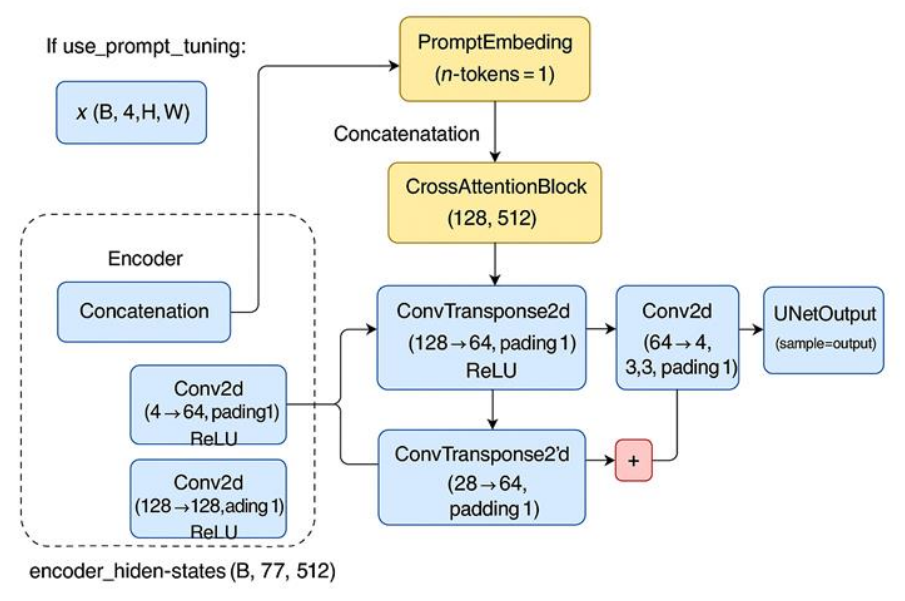 If use_prompt_tuning:
x (B, 4,H, W)
PromptEmbeding
(n-tokens = 1)
Concatenatation
CrossAttentionBlock
(128, 512)
Encoder
Concatenation
Conv2d
(4→64, pading1)
ReLU
Conv2d
(128→128,ading 1)
ReLU
encoder_hiden-states (B, 77, 512)
ConvTransponse2d
(128→64, pading 1)
ReLU
ConvTransponse2'd
(28→64,
padding 1)
+
Conv2d
(64→4,
3,3, pading 1)
UNetOutput
(sample=output)